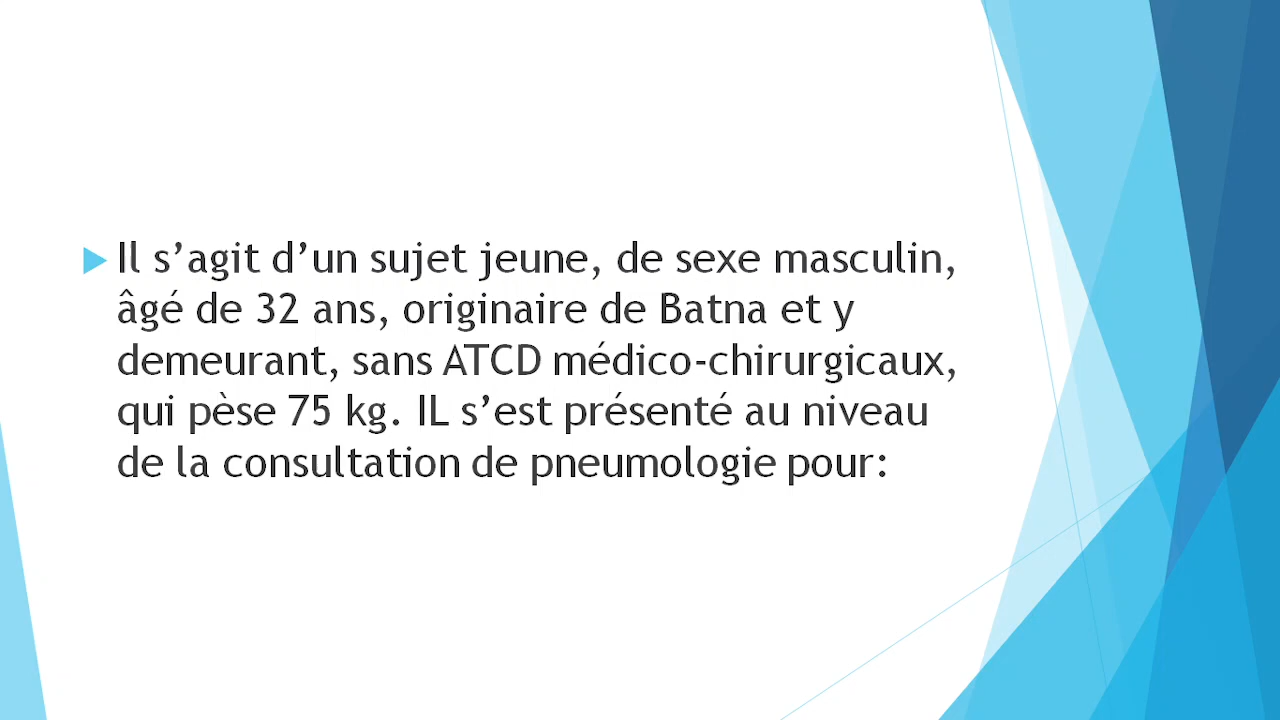 Il s’agit d’un sujet jeune, de sexe masculin,
âgé de 32 ans, originaire de Batna et y
demeurant, sans ATCD médico-chirurgicaux,
qui pèse 75 kg. IL s’est présenté au niveau
de la consultation de pneumologie pour: